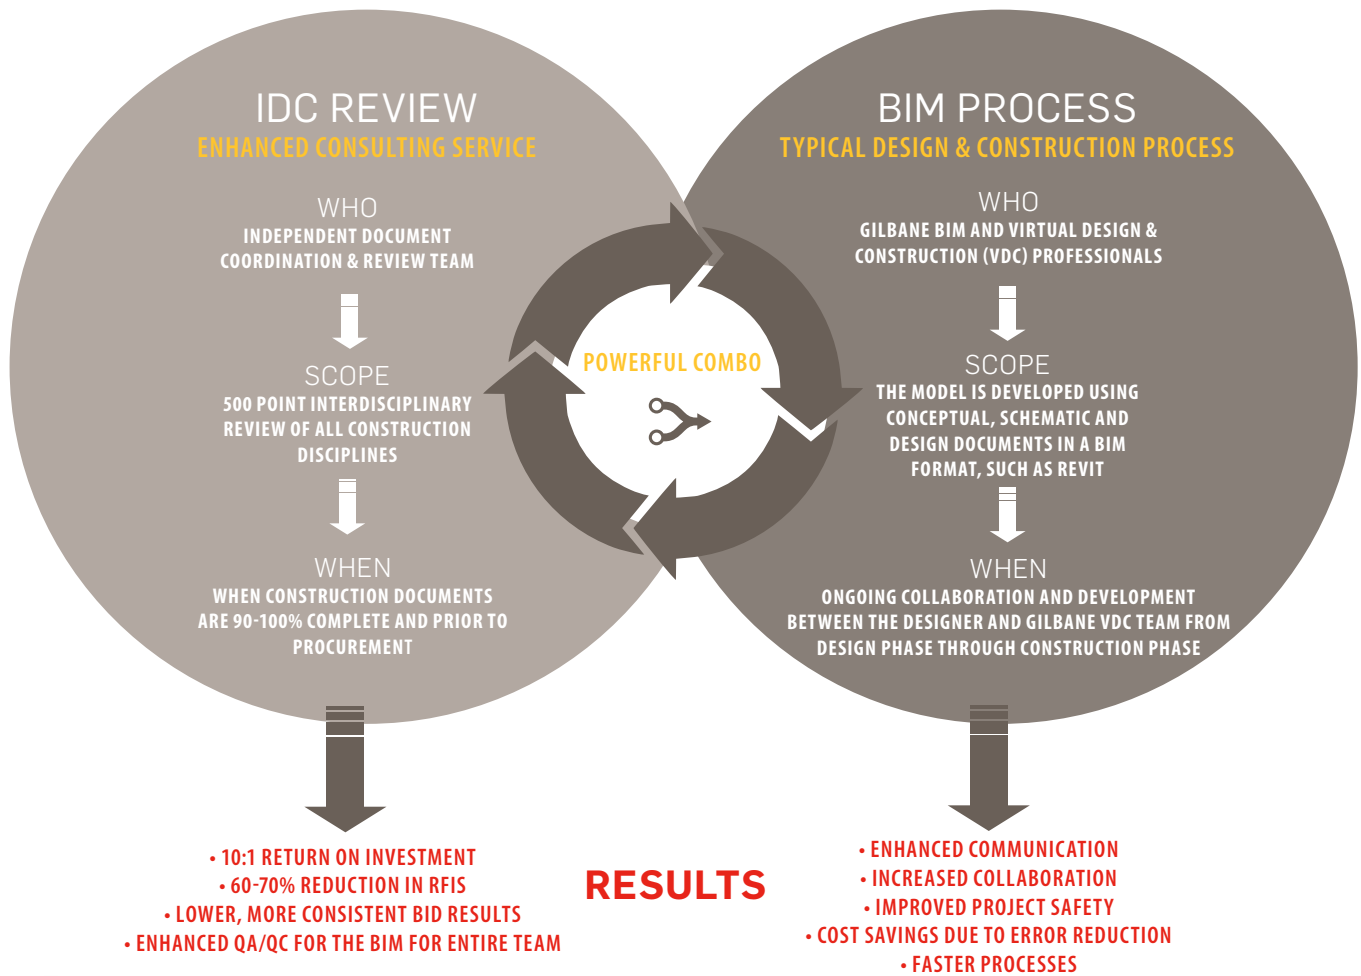 IDC REVIEW
ENHANCED CONSULTING SERVICE
WHO
INDEPENDENT DOCUMENT
COORDINATION & REVIEW TEAM
SCOPE
500 POINT INTERDISCIPLINARY
REVIEW OF ALL CONSTRUCTION
DISCIPLINES
WHEN
WHEN CONSTRUCTION DOCUMENTS
ARE 90-100% COMPLETE AND PRIOR TO
PROCUREMENT
POWERFUL COMBO
BIM PROCESS
TYPICAL DESIGN & CONSTRUCTION PROCESS
WHO
GILBANE BIM AND VIRTUAL DESIGN &
CONSTRUCTION (VDC) PROFESSIONALS
SCOPE
THE MODEL IS DEVELOPED USING
CONCEPTUAL, SCHEMATIC AND
DESIGN DOCUMENTS IN A BIM
FORMAT, SUCH AS REVIT
WHEN
ONGOING COLLABORATION AND DEVELOPMENT
BETWEEN THE DESIGNER AND GILBANE VDC TEAM FROM
DESIGN PHASE THROUGH CONSTRUCTION PHASE
• 10:1 RETURN ON INVESTMENT
• 60-70% REDUCTION IN RFIS
• LOWER, MORE CONSISTENT BID RESULTS
• ENHANCED QA/QC FOR THE BIM FOR ENTIRE TEAM
RESULTS
• ENHANCED COMMUNICATION
• INCREASED COLLABORATION
• IMPROVED PROJECT SAFETY
• COST SAVINGS DUE TO ERROR REDUCTION
• FASTER PROCESSES